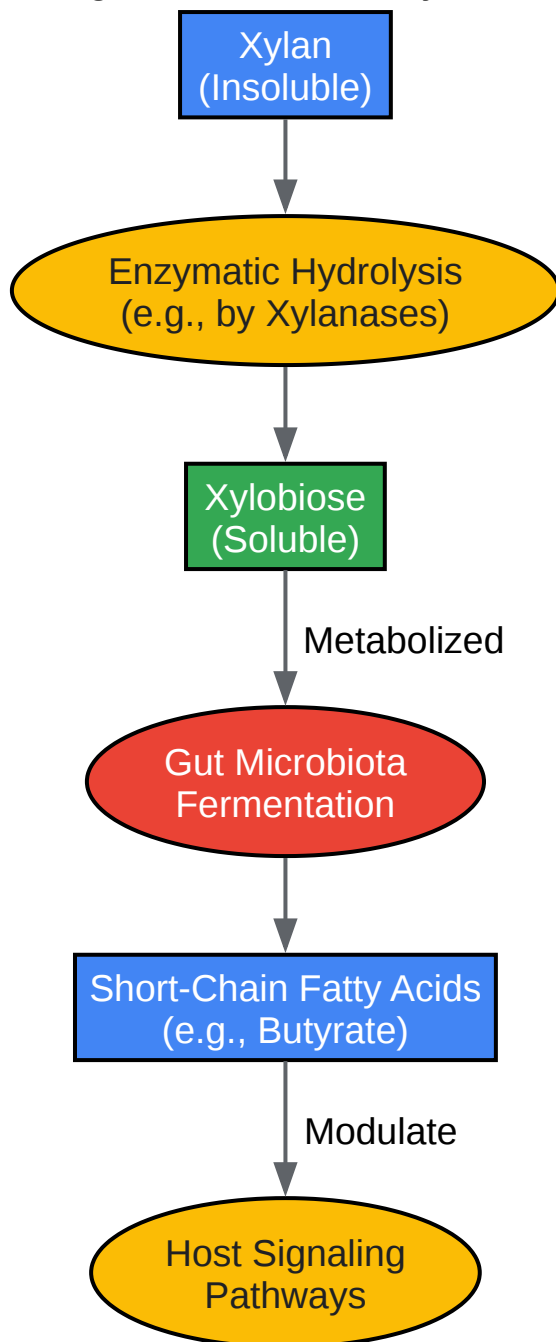 Xylan
(Insoluble)
Enzymatic Hydrolysis
(e.g., by Xylanases)
Xylobiose
(Soluble)
Metabolized
Gut Microbiota
Fermentation
Short-Chain Fatty Acids
(e.g., Butyrate)
Modulate
Host Signaling
Pathways